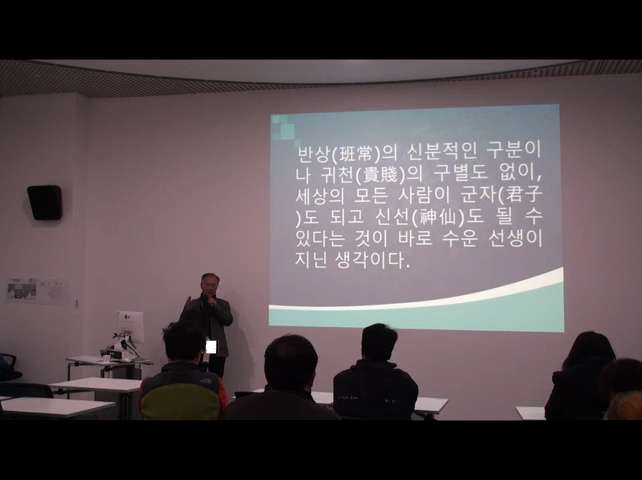 반상(班常)의 신분적인 구분이
나 귀천(貴賤)의 구별도 없이,
세상의 모든 사람이 군자(君子
)도 되고 신선(神仙)도 될 수
있다는 것이 바로 수운 선생이
지닌 생각이다.